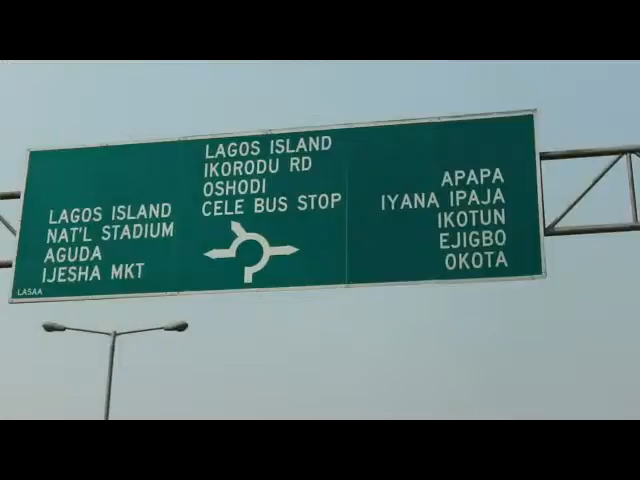 LAGOS ISLAND
NAT'L STADIUM
AGUDA
IJESHA MKT
LASAA
LAGOS ISLAND
IKORODU RD
OSHODI
CELE BUS STOP
APAPA
IYANA IPAJA
IKOTUN
EJIGBO
OKOTA